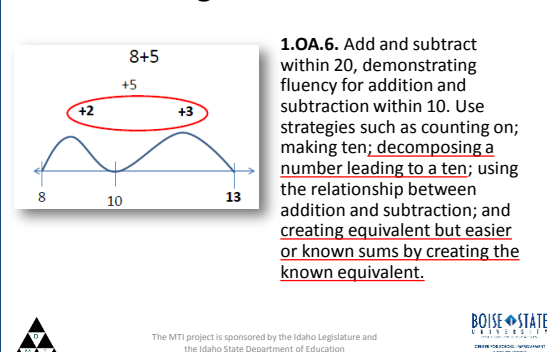 8+5
+5
+2 +3
8 10 13
1.OA.6. Add and subtract
within 20, demonstrating
fluency for addition and
subtraction within 10. Use
strategies such as counting on;
making ten; decomposing a
number leading to a ten; using
the relationship between
addition and subtraction; and
creating equivalent but easier
or known sums by creating the
known equivalent.
D
The MTI project is sponsored by the Idaho Legislature and
the Idaho State Department of Education
BOISE STATE